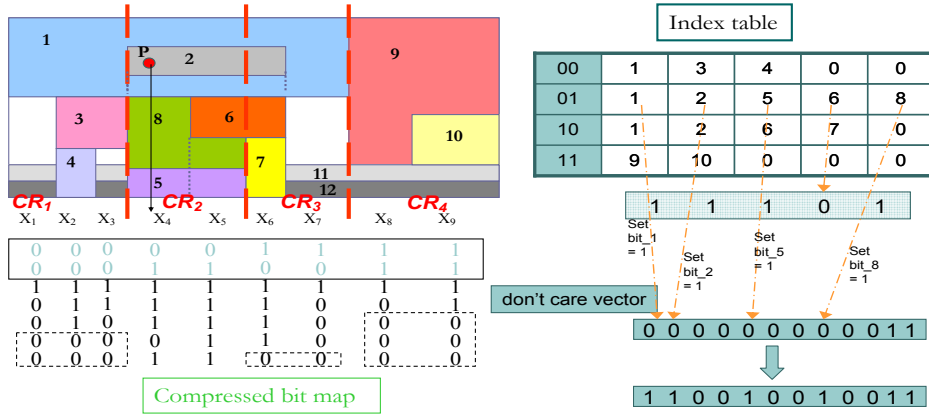 Index table
00 1 3 4 0 0
01 1 2 5 6 8
10 1 2 6 7 0
11 9 10 0 0 0
1 1 1 0 1
Set
bit_1
= 1
Set
bit_2
= 1
Set
bit_5
= 1
Set
bit_8
= 1
don't care vector
0 0 0 0 0 0 0 0 0 0 1 1
1 1 0 0 1 0 0 1 0 0 1 1
1
P
2
9
3
8
6
10
4
7
5
11
12
CR1 CR2 CR3 CR4
X1 X2 X3 X4 X5 X6 X7 X8 X9
0 0 0 0 0 1 1 1 1
0 0 0 1 1 0 0 1 1
1 1 1 1 1 1 1 1 1
0 1 1 1 1 1 0 0 1
0 1 0 1 1 1 0 0 0
0 0 0 0 1 1 0 0 0
0 0 0 1 1 0 0 0 0
Compressed bit map